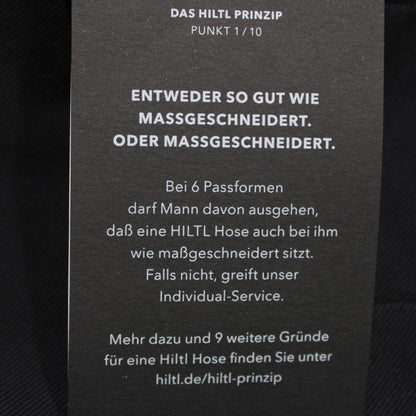 DAS HILTL PRINZIP
PUNKT 1 / 10
ENTWEDER SO GUT WIE
MASSGESCHNEIDERT.
ODER MASSGESCHNEIDERT.
Bei 6 Passformen
darf Mann davon ausgehen,
daß eine HILTL Hose auch bei ihm
wie maßgeschneidert sitzt.
Falls nicht, greift unser
Individual-Service.
Mehr dazu und 9 weitere Gründe
für eine Hiltl Hose finden Sie unter
hiltl.de/hiltl-prinzip